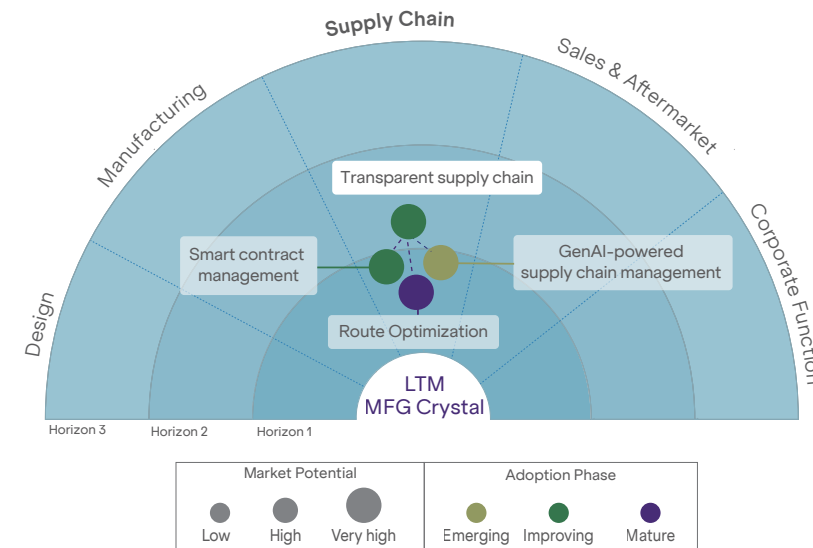 Supply Chain
Sales & Aftermarket
Manufacturing
Corporate Function
Design
Transparent supply chain
Smart contract
management
GenAI-powered
supply chain management
Route Optimization
LTM
MFG Crystal
Horizon 3
Horizon 2
Horizon 1
Market Potential
Low
High
Very high
Adoption Phase
Emerging
Improving
Mature